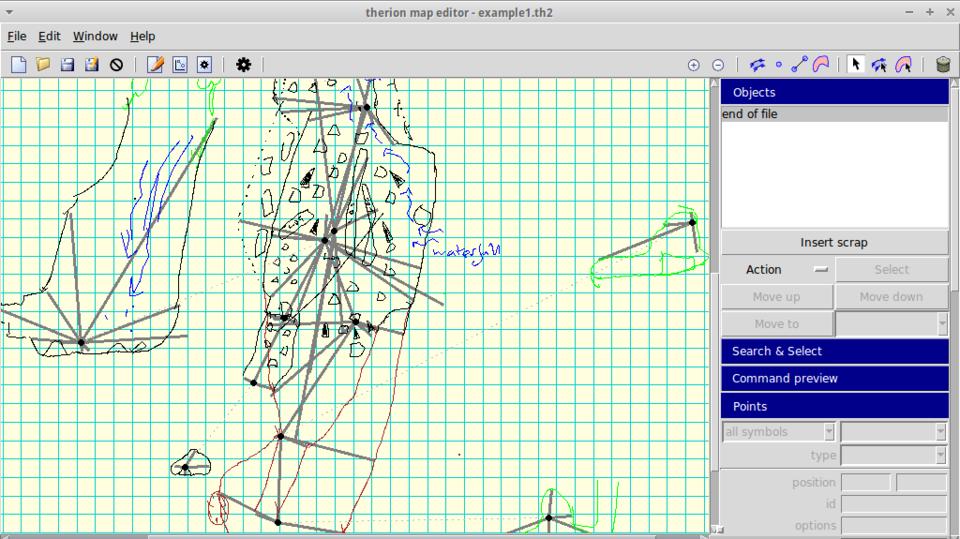 therion map editor - example1.th2
File Edit Window Help
Objects
end of file
waterfall
Insert scrap
Action Select
Move up Move down
Move to
Search & Select
Command preview
Points
all symbols
type
position
id
options